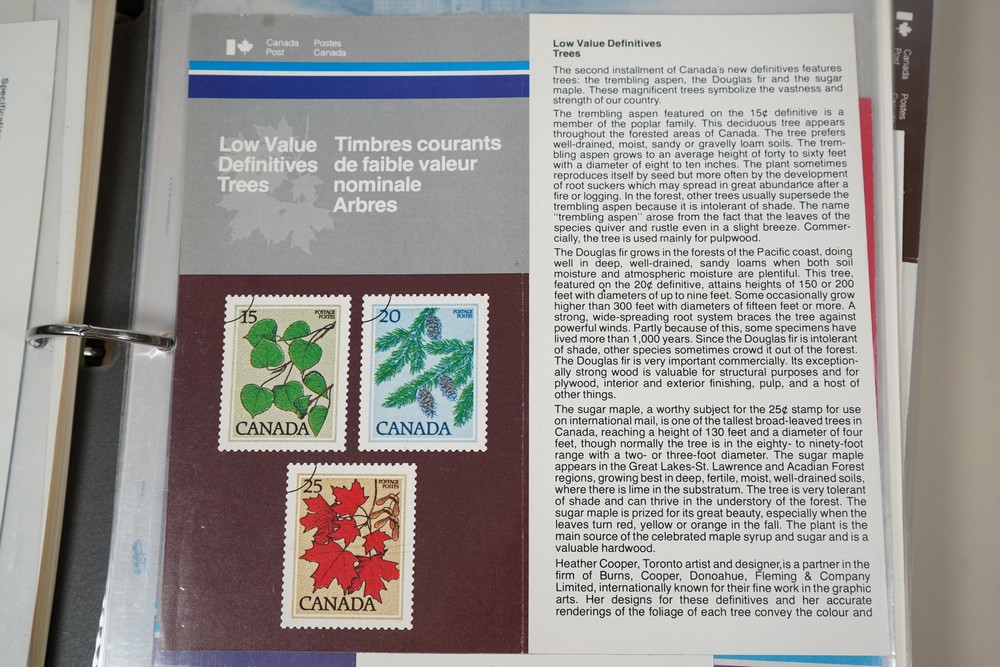 Canada
Post
Postes
Canada
Low Value
Definitives
Trees
Timbres courants
de faible valeur
nominale
Arbres
15
POSTAGE
POSTES
CANADA
20
POSTAGE
POSTES
CANADA
25
POSTAGE
POSTES
CANADA
Low Value Definitives
Trees
The second installment of Canada's new definitives features
trees: the trembling aspen, the Douglas fir and the sugar
maple. These magnificent trees symbolize the vastness and
strength of our country.
The trembling aspen featured on the 15¢ definitive is a
member of the poplar family. This deciduous tree appears
throughout the forested areas of Canada. The tree prefers
well-drained, moist, sandy or gravelly loam soils. The trem-
bling aspen grows to an average height of forty to sixty feet
with a diameter of eight to ten inches. The plant sometimes
reproduces itself by seed but more often by the development
of root suckers which may spread in great abundance after a
fire or logging. In the forest, other trees usually supersede the
trembling aspen because it is intolerant of shade. The name
"trembling aspen" arose from the fact that the leaves of the
species quiver and rustle even in a slight breeze. Commer-
cially, the tree is used mainly for pulpwood.
The Douglas fir grows in the forests of the Pacific coast, doing
well in deep, well-drained, sandy loams when both soil
moisture and atmospheric moisture are plentiful. This tree,
featured on the 20¢ definitive, attains heights of 150 or 200
feet with diameters of up to nine feet. Some occasionally grow
higher than 300 feet with diameters of fifteen feet or more. A
strong, wide-spreading root system braces the tree against
powerful winds. Partly because of this, some specimens have
lived more than 1,000 years. Since the Douglas fir is intolerant
of shade, other species sometimes crowd it out of the forest.
The Douglas fir is very important commercially. Its exception-
ally strong wood is valuable for structural purposes and for
plywood, interior and exterior finishing, pulp, and a host of
other things.
The sugar maple, a worthy subject for the 25¢ stamp for use
on international mail, is one of the tallest broad-leaved trees in
Canada, reaching a height of 130 feet and a diameter of four
feet, though normally the tree is in the eighty- to ninety-foot
range with a two- or three-foot diameter. The sugar maple
appears in the Great Lakes-St. Lawrence and Acadian Forest
regions, growing best in deep, fertile, moist, well-drained soils,
where there is lime in the substratum. The tree is very tolerant
of shade and can thrive in the understory of the forest. The
sugar maple is prized for its great beauty, especially when the
leaves turn red, yellow or orange in the fall. The plant is the
main source of the celebrated maple syrup and sugar and is a
valuable hardwood.
Heather Cooper, Toronto artist and designer, is a partner in the
firm of Burns, Cooper, Donoahue, Fleming & Company
Limited, internationally known for their fine work in the graphic
arts. Her designs for these definitives and her accurate
renderings of the foliage of each tree convey the colour and
Canada
Post
Postes